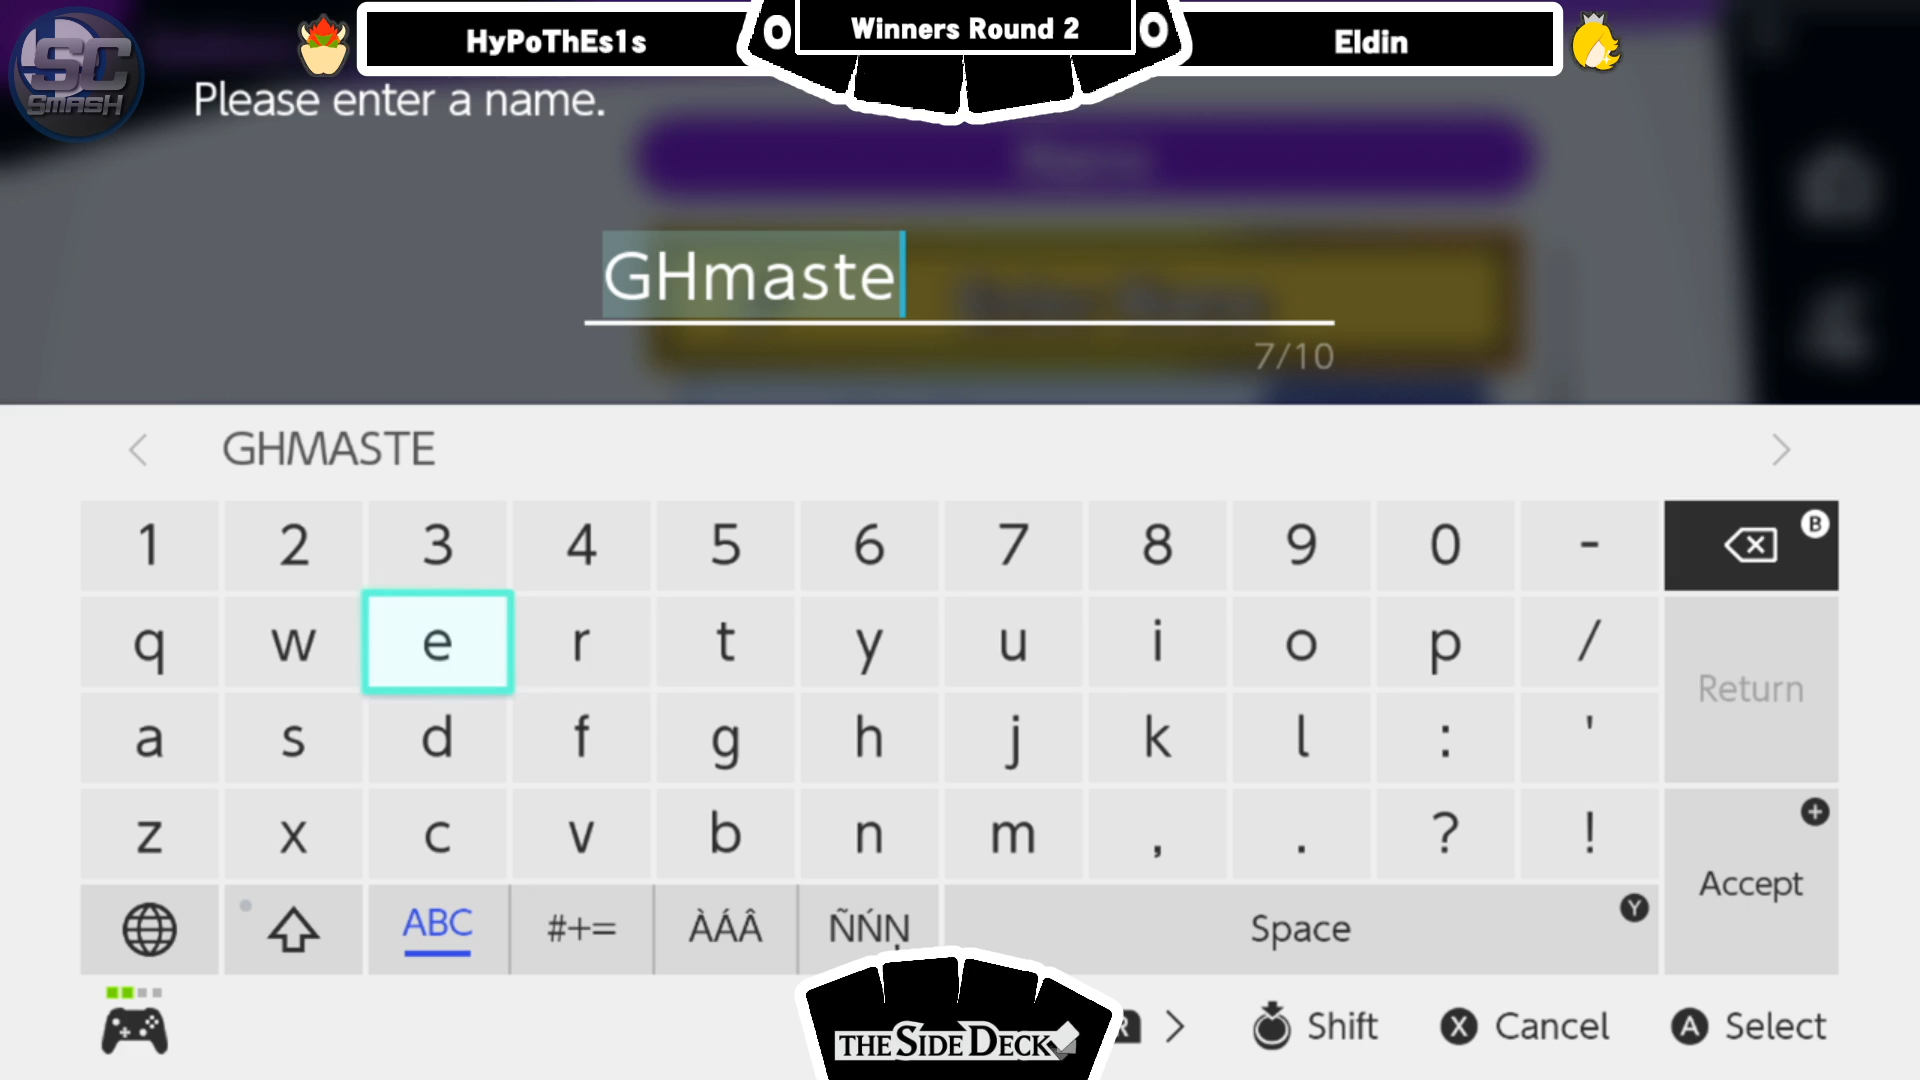 SC
SMASH
HyPoThEs1s
0
Winners Round 2
0
Eldin
Please enter a name.
GHmaste
7/10
GHMASTE
1 2 3 4 5 6 7 8 9 0 - B
q w e r t y u i o p /
Return
a s d f g h j k l : '
z x c v b n m , . ? !
Accept
ABC #+= ÀÁÂ ÑŃŅ Space Y
THE SIDE DECK
R
Shift X Cancel A Select